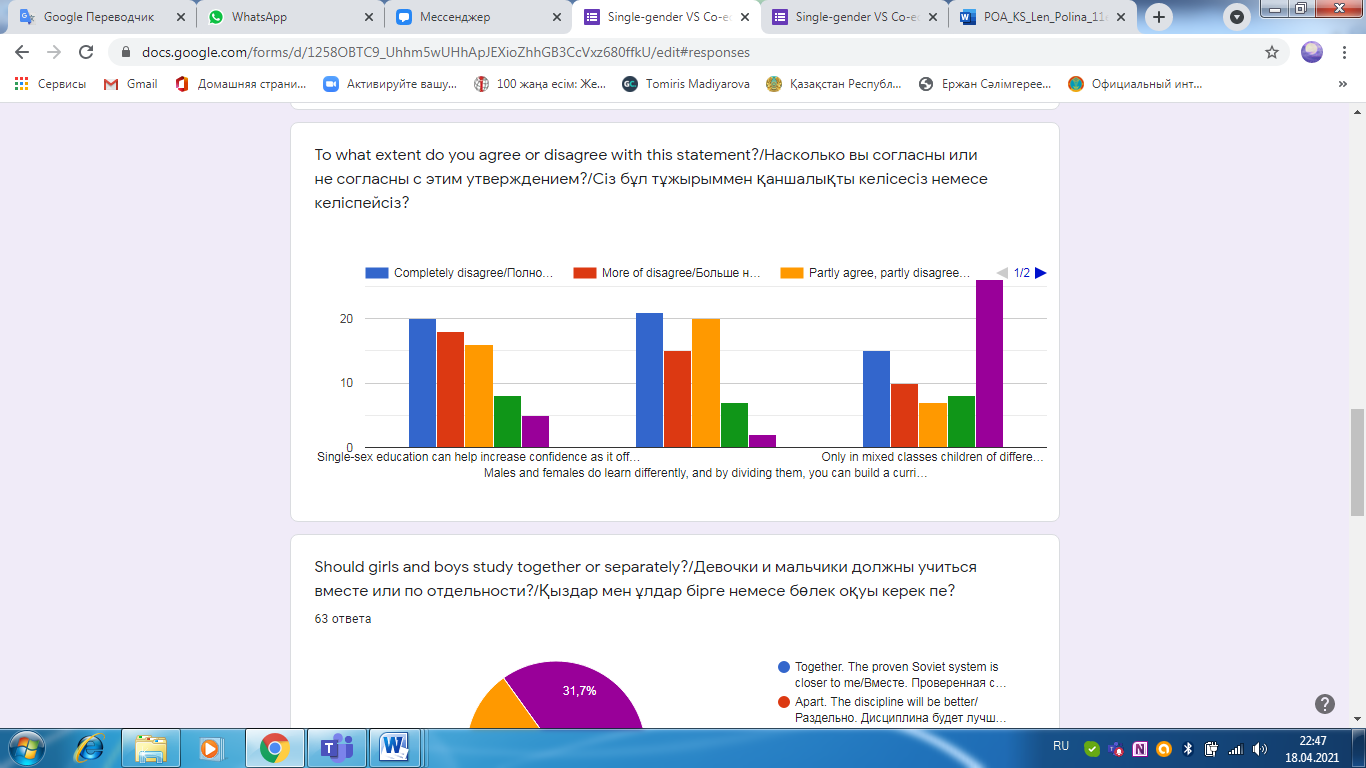 Google Переводчик
WhatsApp
Мессенджер
Single-gender VS Co-e
Single-gender VS Co-e
POA_KS_Len_Polina_11
docs.google.com/forms/d/1258OBTC9_Uhhm5wUHhApJEXioZhhGB3CcVxz680ffkU/edit#responses
Сервисы
Gmail
Домашняя страни...
Активируйте вашу...
100 жаңа есім: Же...
Tomiris Madiyarova
Қазақстан Республ...
Ержан Сәлімгерее...
Официальный инт...
»
To what extent do you agree or disagree with this statement?/Насколько вы согласны или
не согласны с этим утверждением?/Сіз бұл тұжырыммен қаншалықты келісесіз немесе
келіспейсіз?
Completely disagree/Полно...
More of disagree/Больше н...
Partly agree, partly disagree...
1/2
20
10
0
Single-sex education can help increase confidence as it off...
Only in mixed classes children of differe...
Males and females do learn differently, and by dividing them, you can build a curri...
Should girls and boys study together or separately?/Девочки и мальчики должны учиться
вместе или по отдельности?/Қыздар мен ұлдар бірге немесе бөлек оқуы керек пе?
63 ответа
31,7%
Together. The proven Soviet system is
closer to me/Вместе. Проверенная с...
Apart. The discipline will be better/
Раздельно. Дисциплина будет лучш...
RU
22:47
18.04.2021